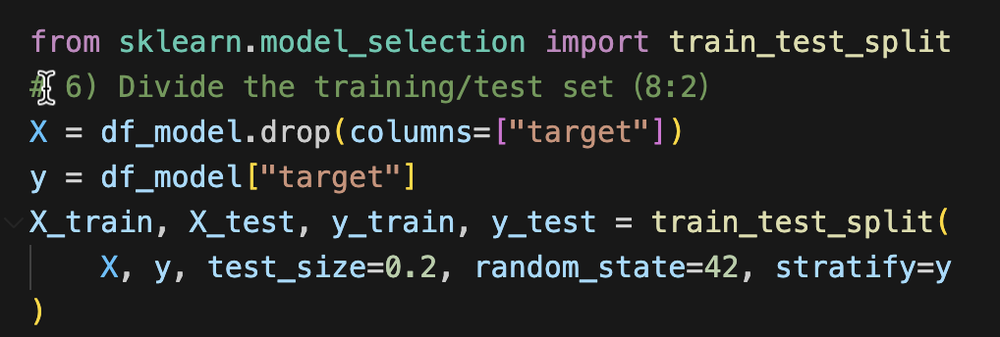 from sklearn.model_selection import train_test_split
# 6) Divide the training/test set (8:2)
X = df_model.drop(columns=["target"])
y = df_model["target"]
X_train, X_test, y_train, y_test = train_test_split(
    X, y, test_size=0.2, random_state=42, stratify=y
)